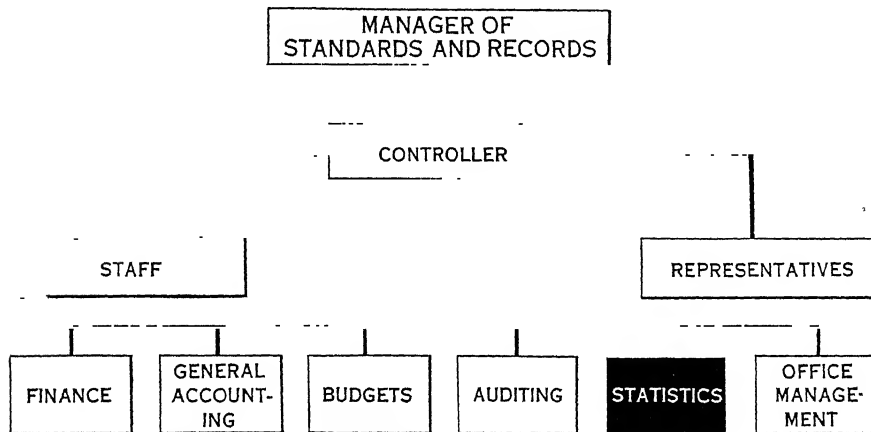 MANAGER OF
STANDARDS AND RECORDS
CONTROLLER
STAFF
REPRESENTATIVES
FINANCE
GENERAL
ACCOUNT-
ING
BUDGETS
AUDITING
STATISTICS
OFFICE
MANAGE-
MENT